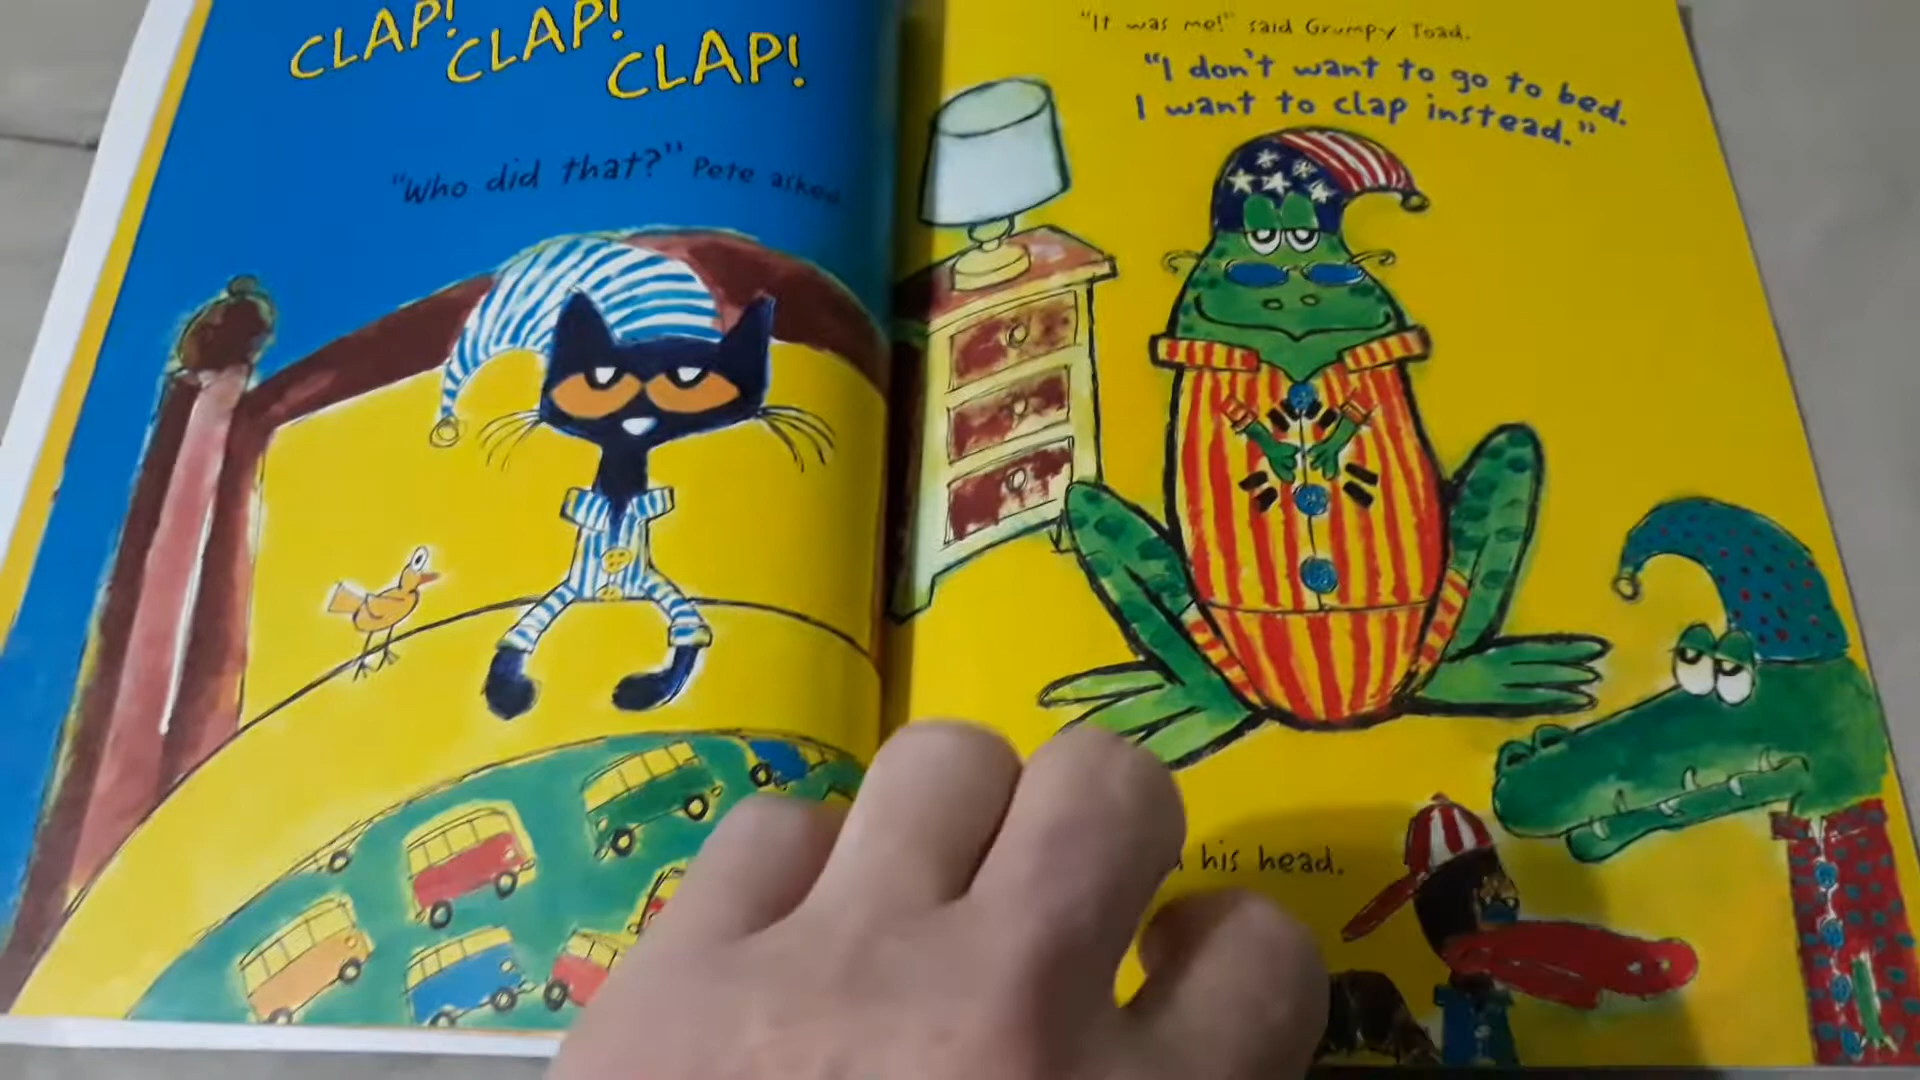 CLAP!
CLAP!
CLAP!
"Who did that?" Pete asked.
"It was me!" said Grumpy Toad.
"I don't want to go to bed.
I want to clap instead."
his head.